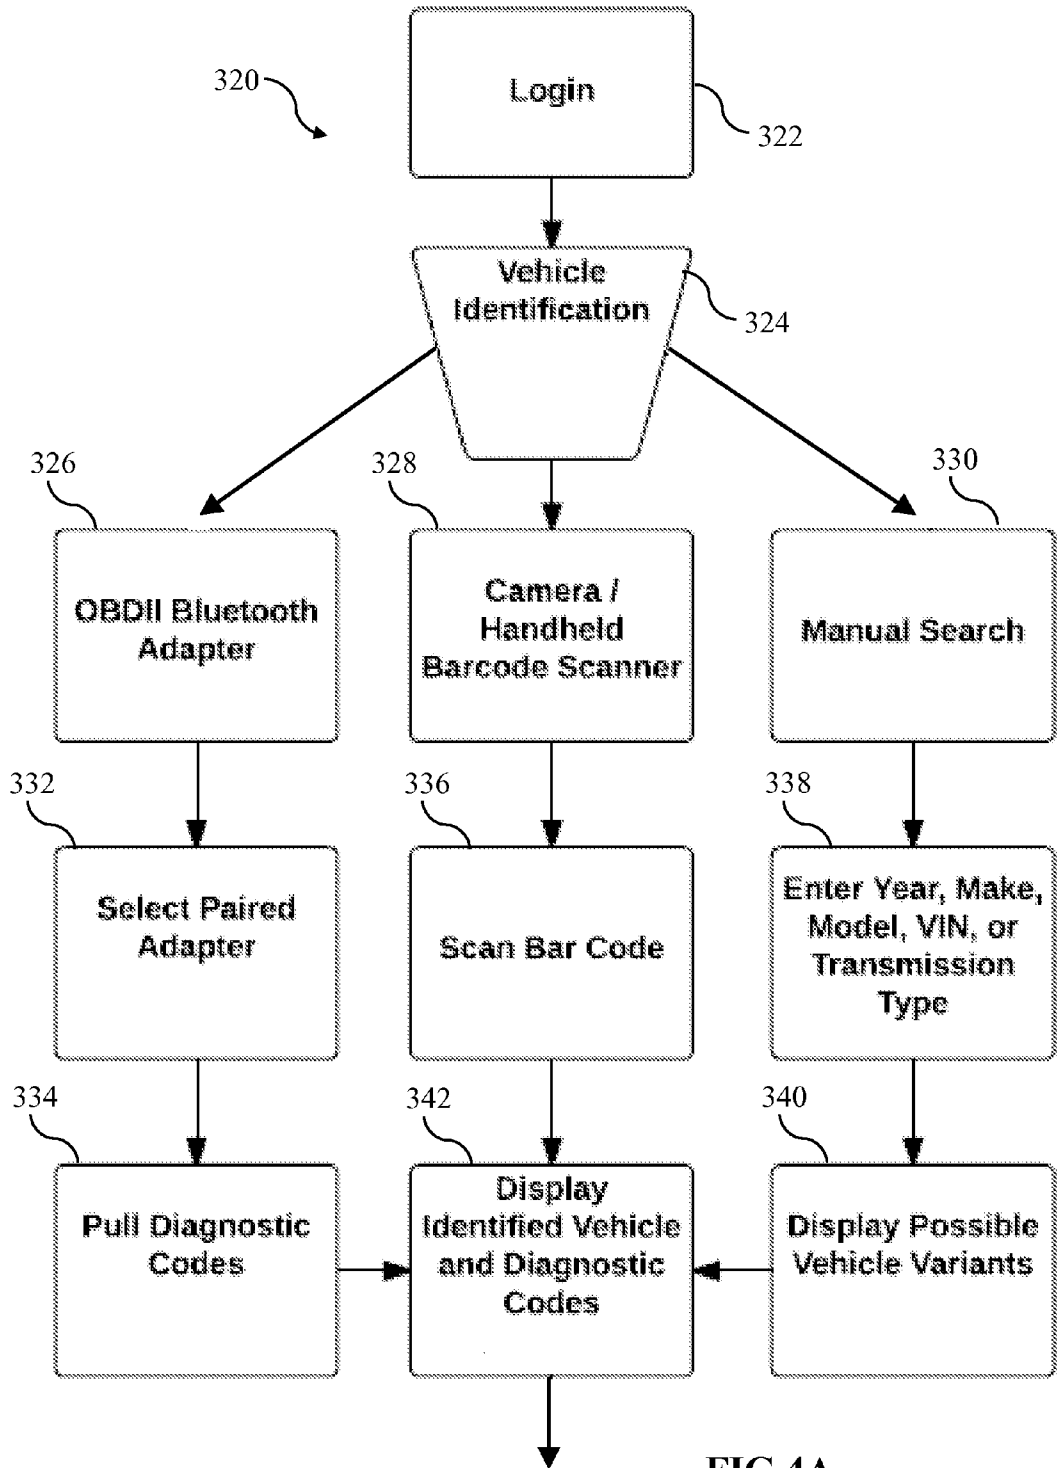 Login
320
322
Vehicle
Identification
324
326
328
330
OBDII Bluetooth
Adapter
Camera /
Handheld
Barcode Scanner
Manual Search
332
336
338
Select Paired
Adapter
Scan Bar Code
Enter Year, Make,
Model, VIN, or
Transmission
Type
334
342
340
Pull Diagnostic
Codes
Display
Identified Vehicle
and Diagnostic
Codes
Display Possible
Vehicle Variants
FIG 4A